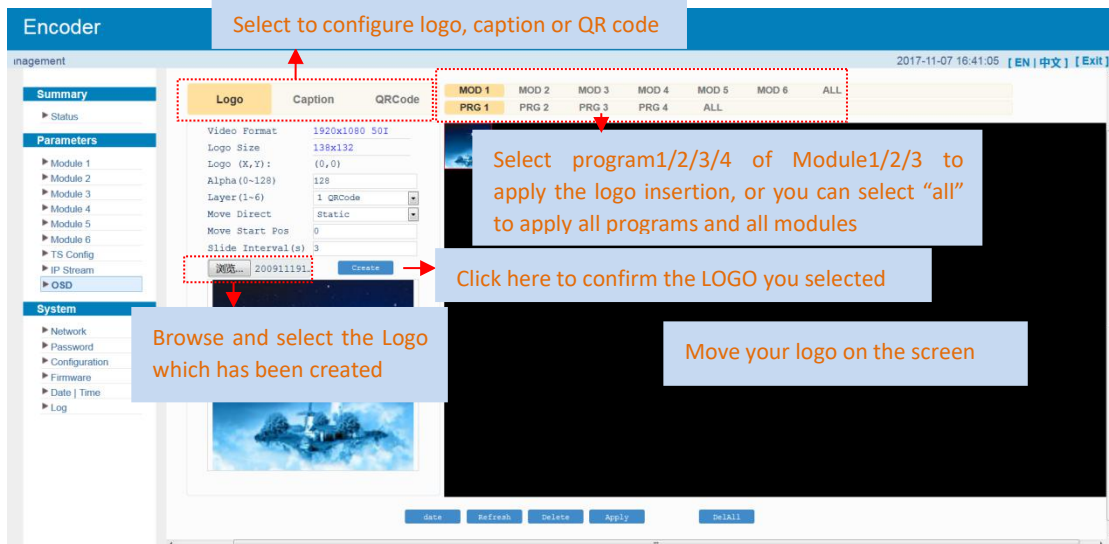 Encoder
Select to configure logo, caption or QR code
nagement
2017-11-07 16:41:05 [ EN | 中文 ] [ Exit ]
Summary
Status
Parameters
Module 1
Module 2
Module 3
Module 4
Module 5
Module 6
TS Config
IP Stream
OSD
System
Network
Password
Configuration
Firmware
Date | Time
Log
Logo Caption QRCode
MOD 1 MOD 2 MOD 3 MOD 4 MOD 5 MOD 6 ALL
PRG 1 PRG 2 PRG 3 PRG 4 ALL
Video Format 1920x1080 50I
Logo Size 138x132
Logo (X,Y): (0,0)
Alpha(0~128) 128
Layer(1~6) 1 QRCode
Move Direct Static
Move Start Pos 0
Slide Interval(s) 3
浏览... 200911191... Create
Select program1/2/3/4 of Module1/2/3 to
apply the logo insertion, or you can select “all”
to apply all programs and all modules
Click here to confirm the LOGO you selected
Browse and select the Logo
which has been created
Move your logo on the screen
date Refresh Delete Apply DelAll